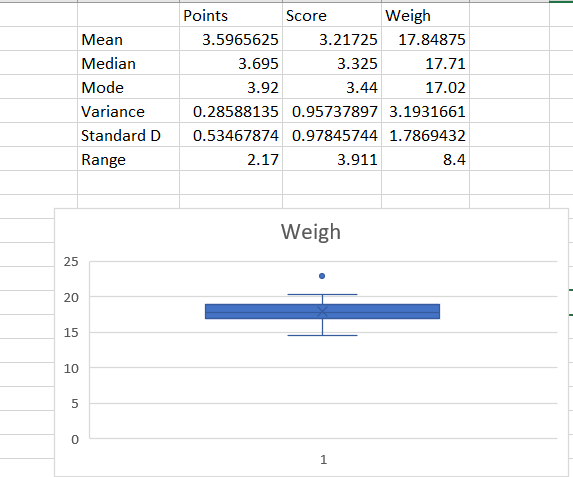 Points Score Weigh
Mean 3.5965625 3.21725 17.84875
Median 3.695 3.325 17.71
Mode 3.92 3.44 17.02
Variance 0.28588135 0.95737897 3.1931661
Standard D 0.53467874 0.97845744 1.7869432
Range 2.17 3.911 8.4
Weigh
25
20
15
10
5
0
1